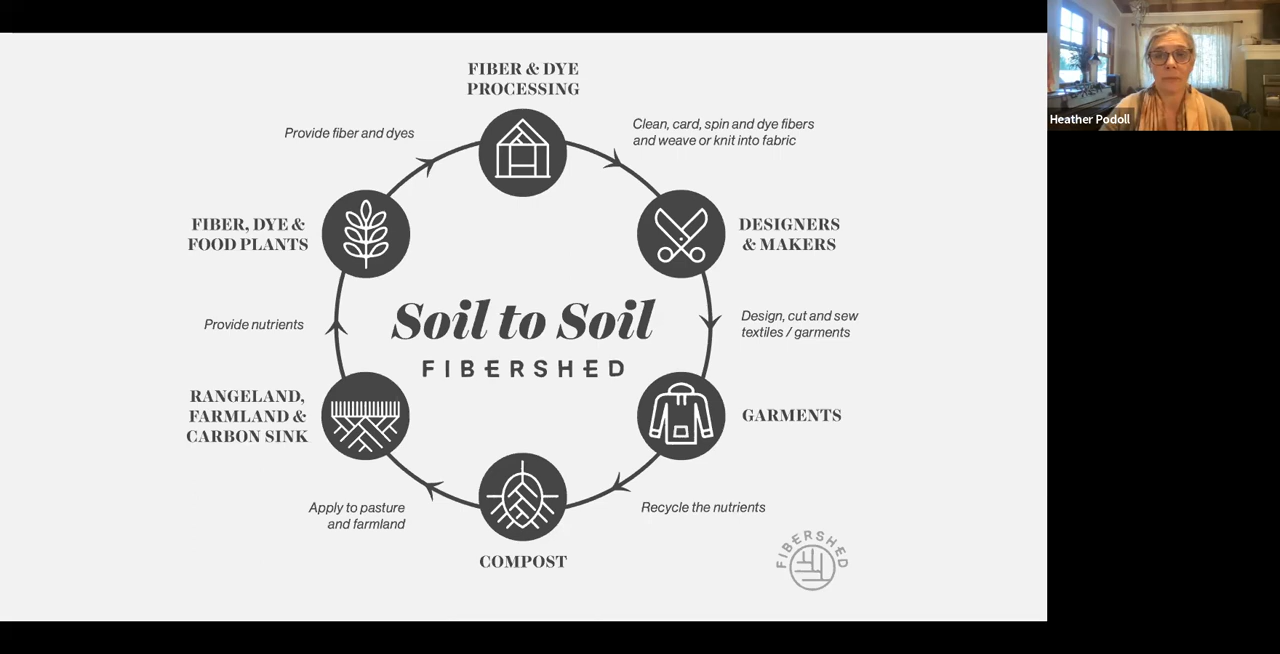 FIBER & DYE
PROCESSING
Provide fiber and dyes
Clean, card, spin and dye fibers
and weave or knit into fabric
Heather Podoll
FIBER, DYE &
FOOD PLANTS
DESIGNERS
& MAKERS
Soil to Soil
FIBERSHED
Provide nutrients
Design, cut and sew
textiles / garments
RANGELAND,
FARMLAND &
CARBON SINK
GARMENTS
Apply to pasture
and farmland
Recycle the nutrients
COMPOST
FIBERSHED